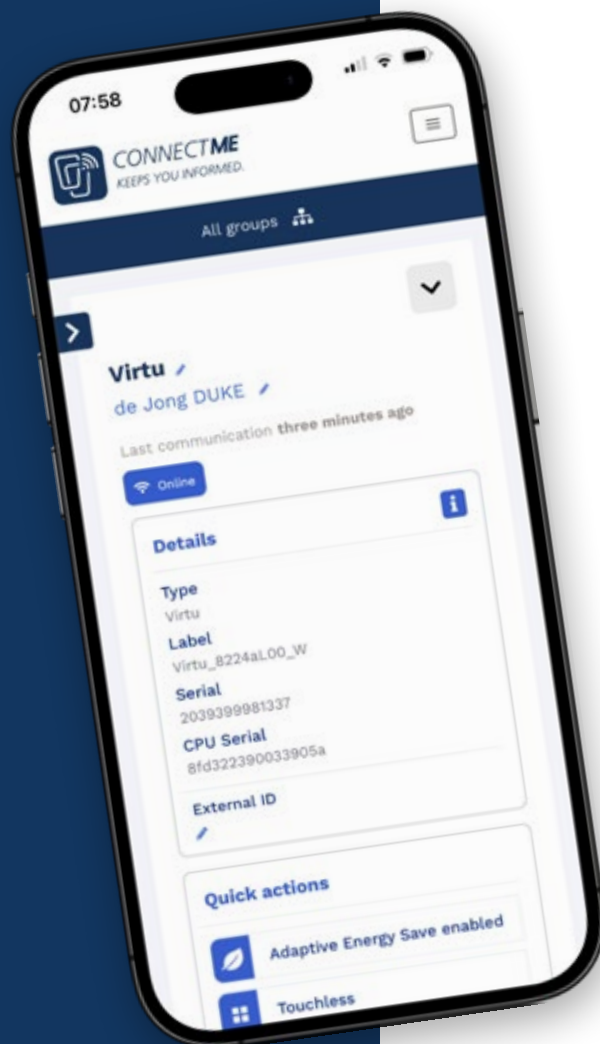 07:58
CONNECTME
KEEPS YOU INFORMED.
All groups
Virtu
de Jong DUKE
Last communication three minutes ago
Online
Details
Type
Virtu
Label
Virtu_8224aL00_W
Serial
2039399981337
CPU Serial
8fd322390033905a
External ID
Quick actions
Adaptive Energy Save enabled
Touchless